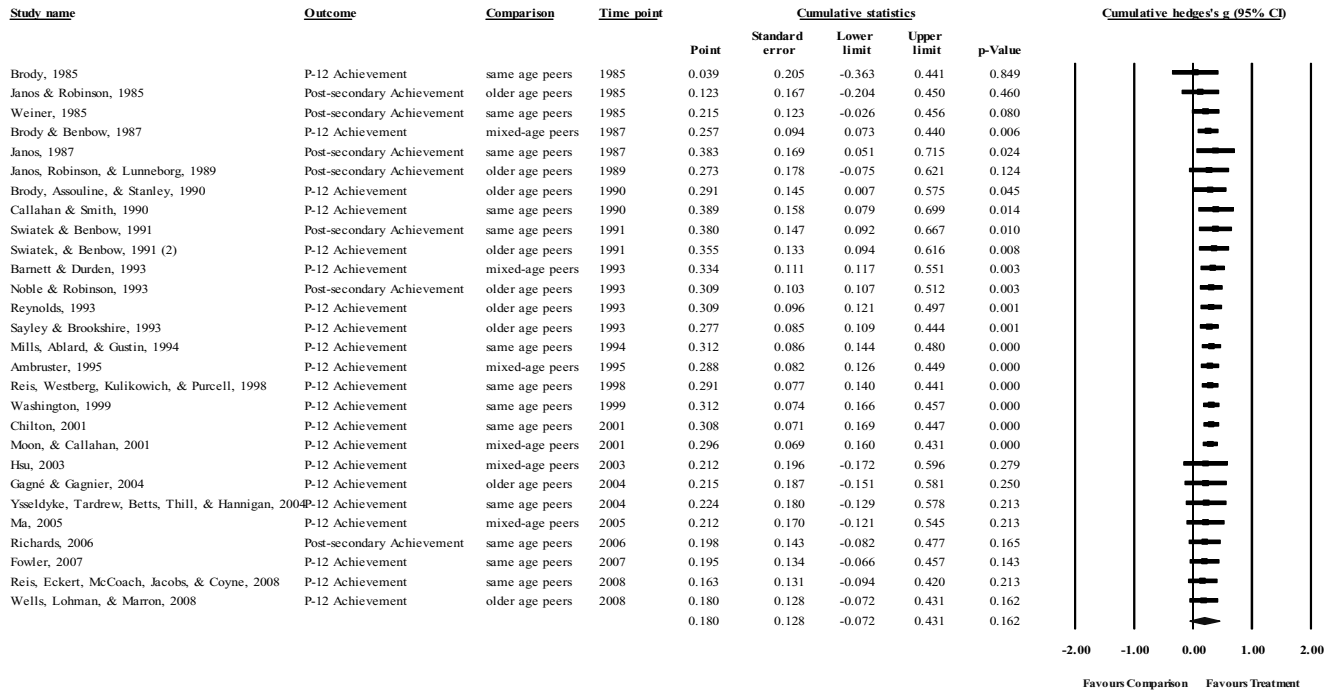 Study name Outcome Comparison Time point Cumulative statistics Cumulative hedges's g (95% CI)
Standard Lower Upper
Point error limit limit p-Value
Brody, 1985 P-12 Achievement same age peers 1985 0.039 0.205 -0.363 0.441 0.849
Janos & Robinson, 1985 Post-secondary Achievement older age peers 1985 0.123 0.167 -0.204 0.450 0.460
Weiner, 1985 Post-secondary Achievement same age peers 1985 0.215 0.123 -0.026 0.456 0.080
Brody & Benbow, 1987 P-12 Achievement mixed-age peers 1987 0.257 0.094 0.073 0.440 0.006
Janos, 1987 Post-secondary Achievement same age peers 1987 0.383 0.169 0.051 0.715 0.024
Janos, Robinson, & Lunneborg, 1989 Post-secondary Achievement older age peers 1989 0.273 0.178 -0.075 0.621 0.124
Brody, Assouline, & Stanley, 1990 P-12 Achievement older age peers 1990 0.291 0.145 0.007 0.575 0.045
Callahan & Smith, 1990 P-12 Achievement same age peers 1990 0.389 0.158 0.079 0.699 0.014
Swiatek & Benbow, 1991 Post-secondary Achievement same age peers 1991 0.380 0.147 0.092 0.667 0.010
Swiatek, & Benbow, 1991 (2) P-12 Achievement older age peers 1991 0.355 0.133 0.094 0.616 0.008
Barnett & Durden, 1993 P-12 Achievement mixed-age peers 1993 0.334 0.111 0.117 0.551 0.003
Noble & Robinson, 1993 Post-secondary Achievement older age peers 1993 0.309 0.103 0.107 0.512 0.003
Reynolds, 1993 P-12 Achievement older age peers 1993 0.309 0.096 0.121 0.497 0.001
Sayley & Brookshire, 1993 P-12 Achievement older age peers 1993 0.277 0.085 0.109 0.444 0.001
Mills, Ablard, & Gustin, 1994 P-12 Achievement same age peers 1994 0.312 0.086 0.144 0.480 0.000
Ambruster, 1995 P-12 Achievement mixed-age peers 1995 0.288 0.082 0.126 0.449 0.000
Reis, Westberg, Kulikowich, & Purcell, 1998 P-12 Achievement same age peers 1998 0.291 0.077 0.140 0.441 0.000
Washington, 1999 P-12 Achievement same age peers 1999 0.312 0.074 0.166 0.457 0.000
Chilton, 2001 P-12 Achievement same age peers 2001 0.308 0.071 0.169 0.447 0.000
Moon, & Callahan, 2001 P-12 Achievement mixed-age peers 2001 0.296 0.069 0.160 0.431 0.000
Hsu, 2003 P-12 Achievement mixed-age peers 2003 0.212 0.196 -0.172 0.596 0.279
Gagné & Gagnier, 2004 P-12 Achievement older age peers 2004 0.215 0.187 -0.151 0.581 0.250
Ysseldyke, Tardrew, Betts, Thill, & Hannigan, 2004 P-12 Achievement same age peers 2004 0.224 0.180 -0.129 0.578 0.213
Ma, 2005 P-12 Achievement mixed-age peers 2005 0.212 0.170 -0.121 0.545 0.213
Richards, 2006 Post-secondary Achievement same age peers 2006 0.198 0.143 -0.082 0.477 0.165
Fowler, 2007 P-12 Achievement same age peers 2007 0.195 0.134 -0.066 0.457 0.143
Reis, Eckert, McCoach, Jacobs, & Coyne, 2008 P-12 Achievement same age peers 2008 0.163 0.131 -0.094 0.420 0.213
Wells, Lohman, & Marron, 2008 P-12 Achievement older age peers 2008 0.180 0.128 -0.072 0.431 0.162
0.180 0.128 -0.072 0.431 0.162
-2.00 -1.00 0.00 1.00 2.00
Favours Comparison Favours Treatment